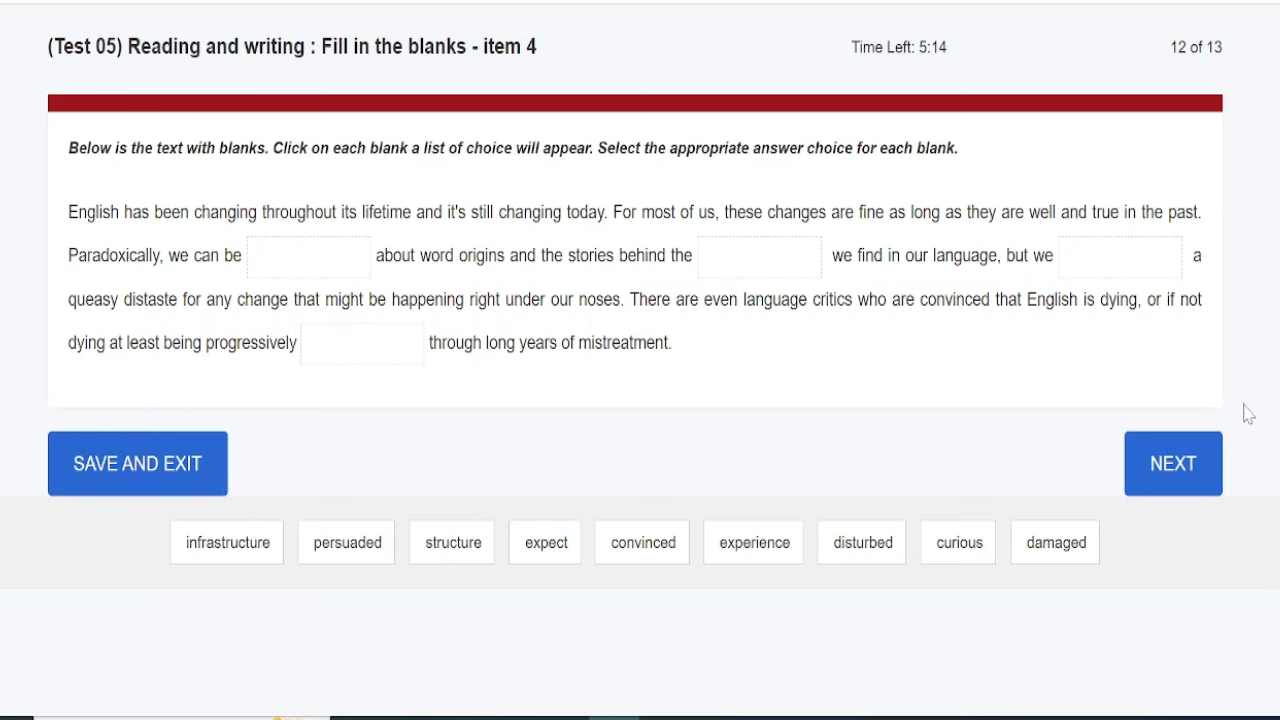 (Test 05) Reading and writing : Fill in the blanks - item 4 Time Left: 5:14 12 of 13
Below is the text with blanks. Click on each blank a list of choice will appear. Select the appropriate answer choice for each blank.
English has been changing throughout its lifetime and it's still changing today. For most of us, these changes are fine as long as they are well and true in the past.
Paradoxically, we can be about word origins and the stories behind the we find in our language, but we a
queasy distaste for any change that might be happening right under our noses. There are even language critics who are convinced that English is dying, or if not
dying at least being progressively through long years of mistreatment.
SAVE AND EXIT NEXT
infrastructure persuaded structure expect convinced experience disturbed curious damaged